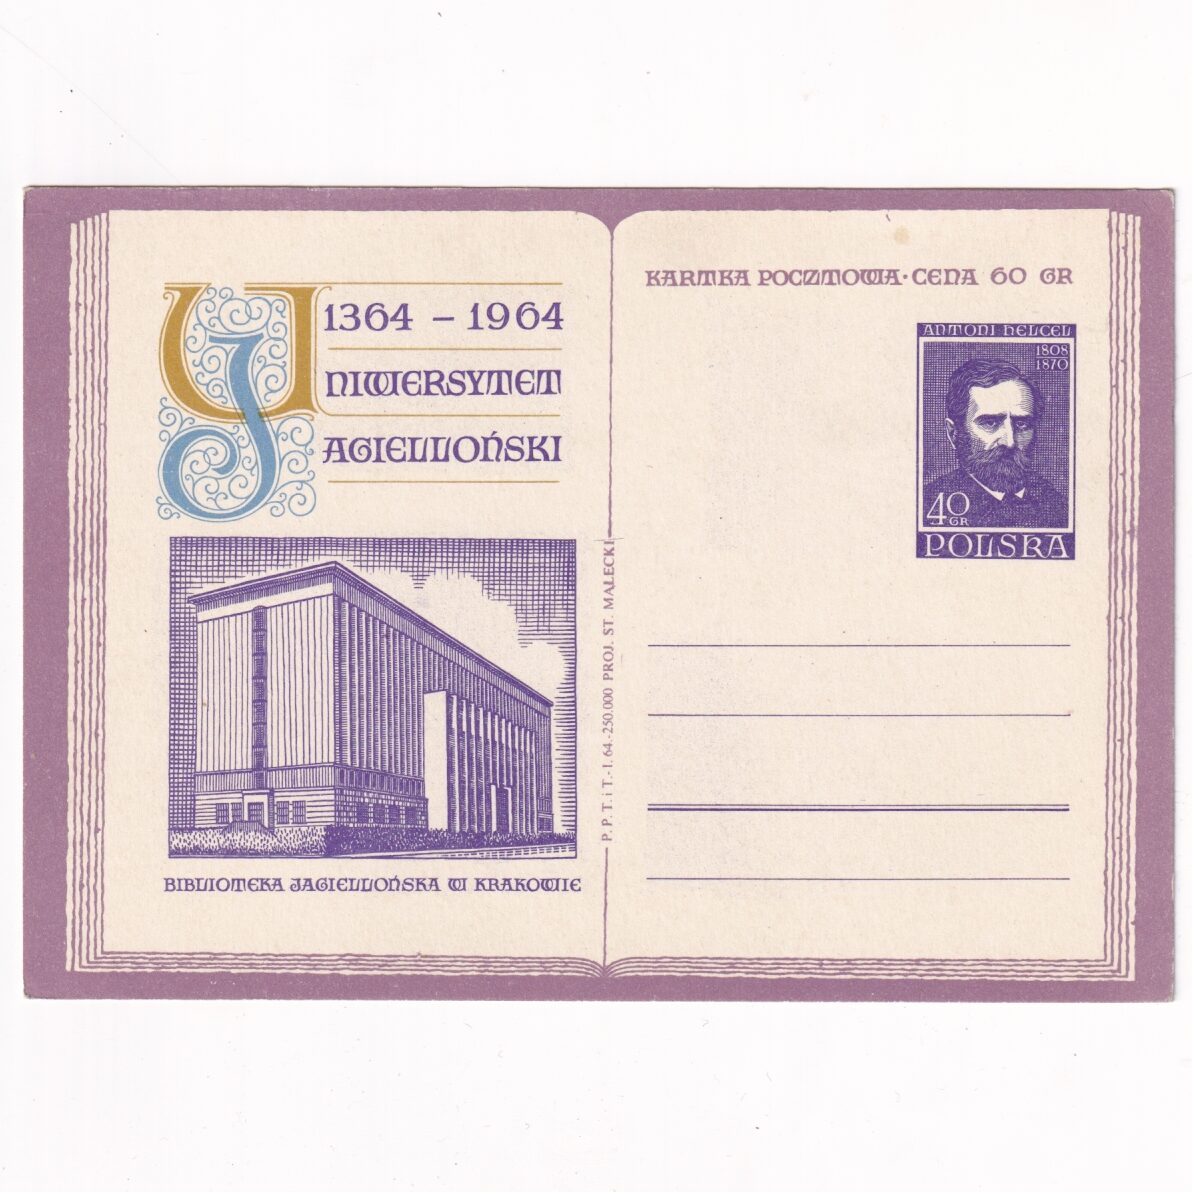 1364 – 1964
UNIWERSYTET
JAGIELLOŃSKI
BIBLIOTEKA JAGIELLOŃSKA W KRAKOWIE
P. P. T. i T. - I. 64. - 250.000 PROJ. ST. MAŁECKI
KARTKA POCZTOWA · CENA 60 GR
ANTONI HELCEL
1808
1870
40
GR
POLSKA